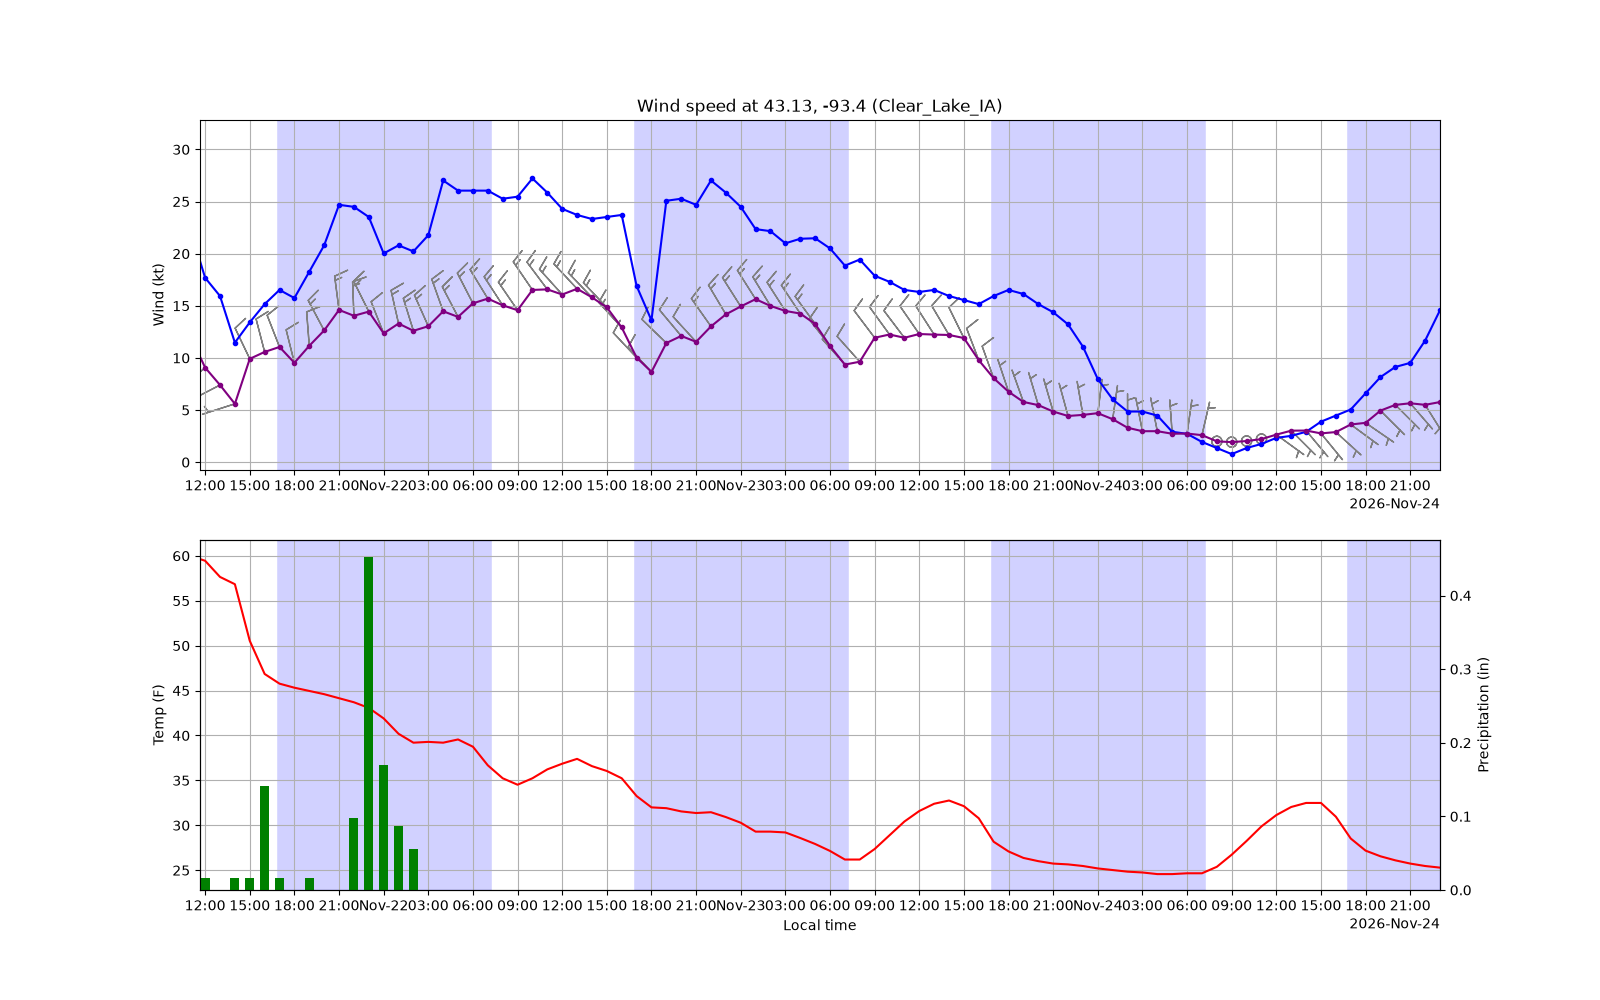 Wind speed at 43.13, -93.4 (Clear_Lake_IA)
Wind (kt)
30
25
20
15
10
5
0
12:00 15:00 18:00 21:00 Nov-22 03:00 06:00 09:00 12:00 15:00 18:00 21:00 Nov-23 03:00 06:00 09:00 12:00 15:00 18:00 21:00 Nov-24 03:00 06:00 09:00 12:00 15:00 18:00 21:00
2026-Nov-24
Temp (F)
60
55
50
45
40
35
30
25
0.4
0.3
0.2
0.1
0.0
Precipitation (in)
12:00 15:00 18:00 21:00 Nov-22 03:00 06:00 09:00 12:00 15:00 18:00 21:00 Nov-23 03:00 06:00 09:00 12:00 15:00 18:00 21:00 Nov-24 03:00 06:00 09:00 12:00 15:00 18:00 21:00
Local time
2026-Nov-24